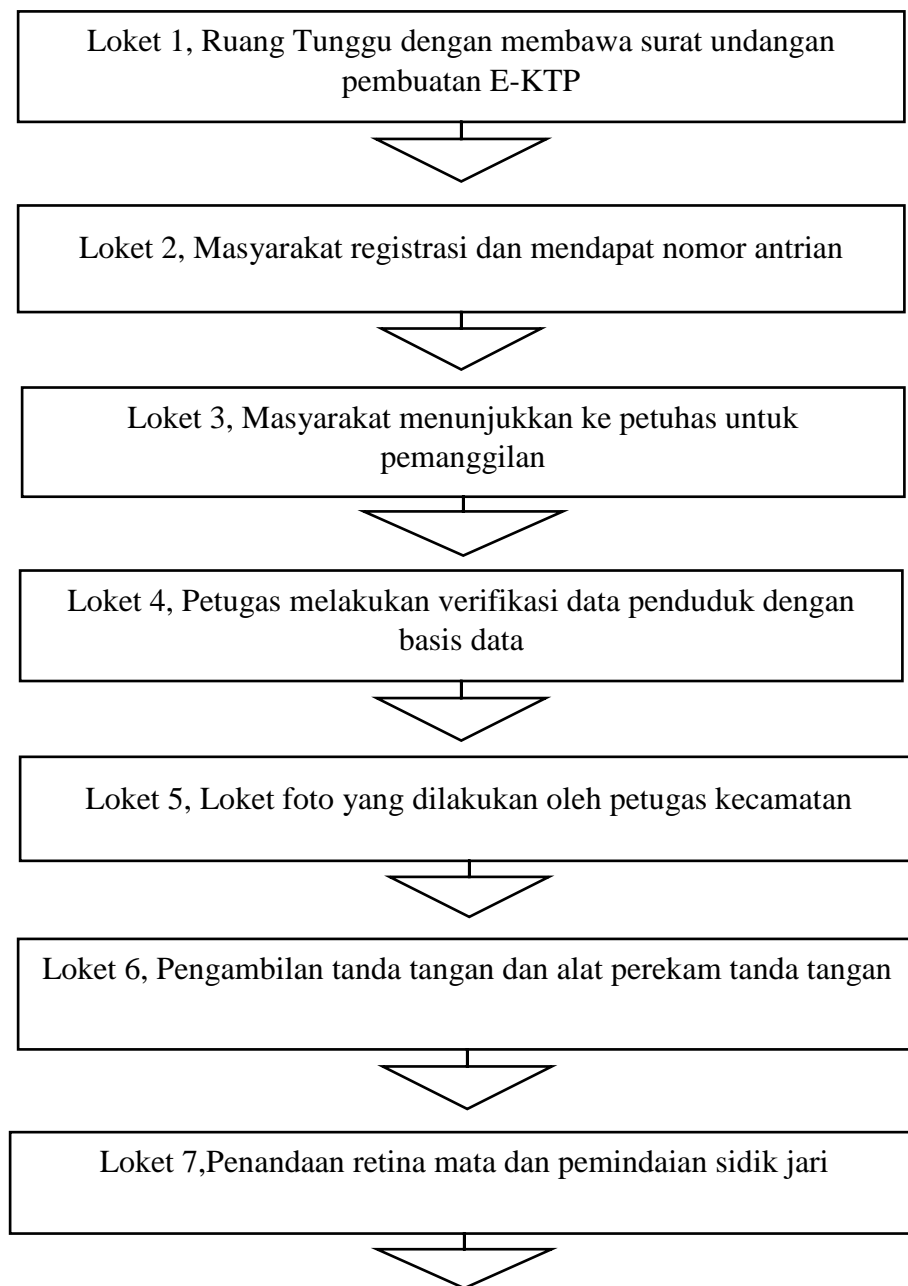 Loket 1, Ruang Tunggu dengan membawa surat undangan
pembuatan E-KTP
Loket 2, Masyarakat registrasi dan mendapat nomor antrian
Loket 3, Masyarakat menunjukkan ke petuhas untuk
pemanggilan
Loket 4, Petugas melakukan verifikasi data penduduk dengan
basis data
Loket 5, Loket foto yang dilakukan oleh petugas kecamatan
Loket 6, Pengambilan tanda tangan dan alat perekam tanda tangan
Loket 7,Penandaan retina mata dan pemindaian sidik jari